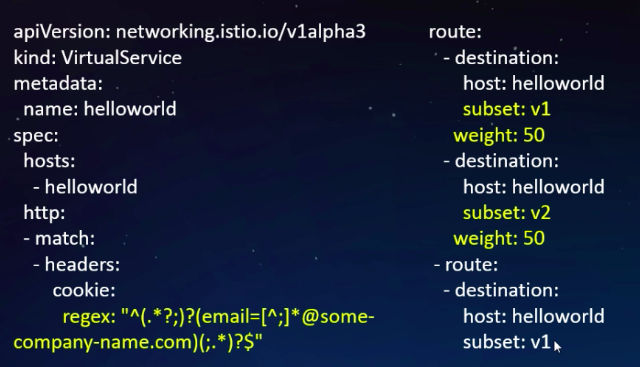 apiVersion: networking.istio.io/v1alpha3
kind: VirtualService
metadata:
name: helloworld
spec:
hosts:
- helloworld
http:
- match:
- headers:
cookie:
regex: "^(.*?;)?(email=[^;]*@some-
company-name.com)(;.*)?$"
route:
- destination:
host: helloworld
subset: v1
weight: 50
- destination:
host: helloworld
subset: v2
weight: 50
- route:
- destination:
host: helloworld
subset: v1